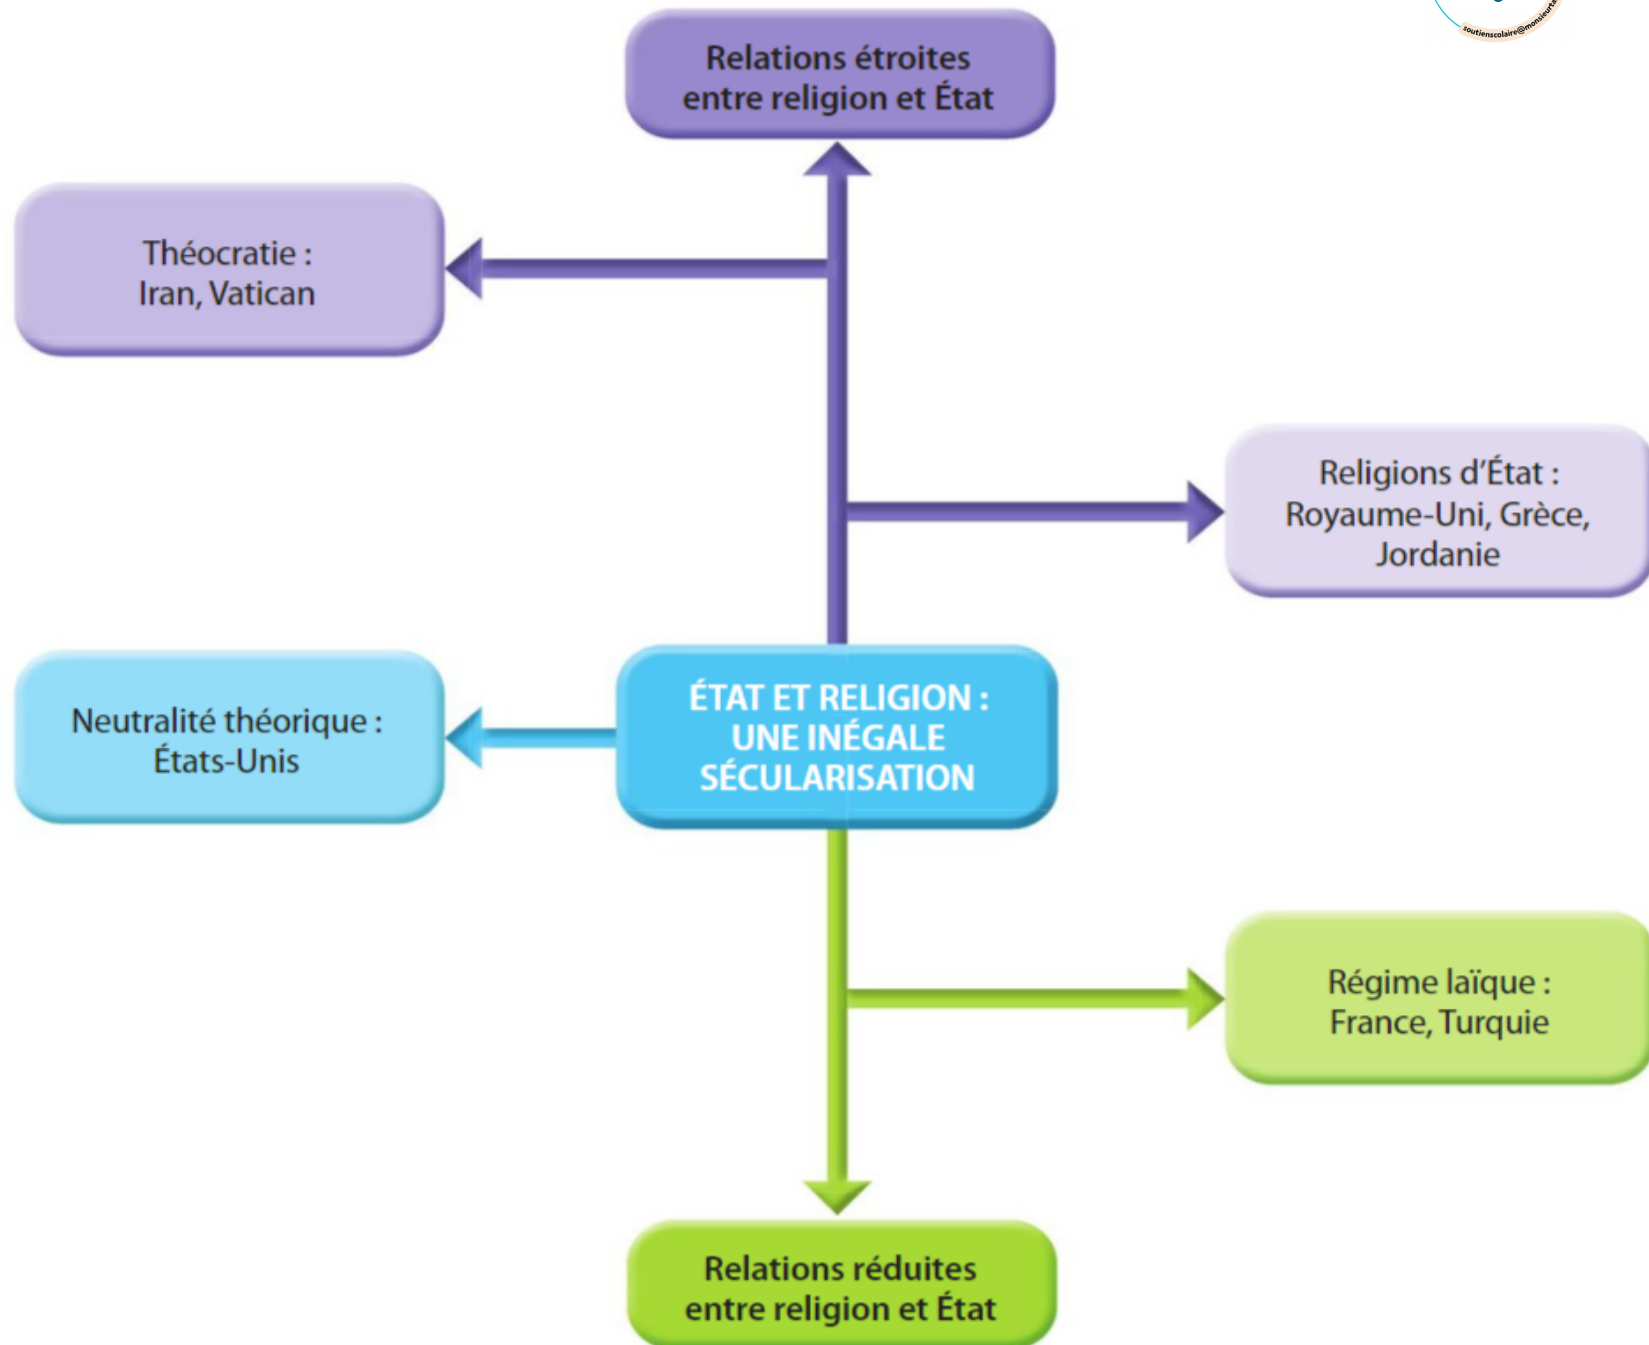 Relations étroites
entre religion et État
Théocratie :
Iran, Vatican
Religions d’État :
Royaume-Uni, Grèce,
Jordanie
Neutralité théorique :
États-Unis
ÉTAT ET RELIGION :
UNE INÉGALE
SÉCULARISATION
Régime laïque :
France, Turquie
Relations réduites
entre religion et État